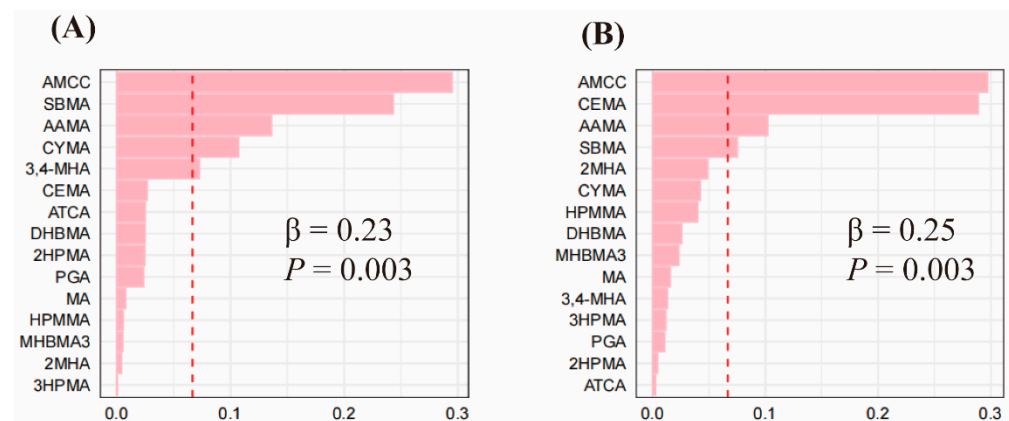 (A)
AMCC
SBMA
AAMA
CYMA
3,4-MHA
CEMA
ATCA
DHBMA
2HPMA
PGA
MA
HPMMA
MHBMA3
2MHA
3HPMA
β = 0.23
P = 0.003
0.0 0.1 0.2 0.3
(B)
AMCC
CEMA
AAMA
SBMA
2MHA
CYMA
HPMMA
DHBMA
MHBMA3
MA
3,4-MHA
3HPMA
PGA
2HPMA
ATCA
β = 0.25
P = 0.003
0.0 0.1 0.2 0.3